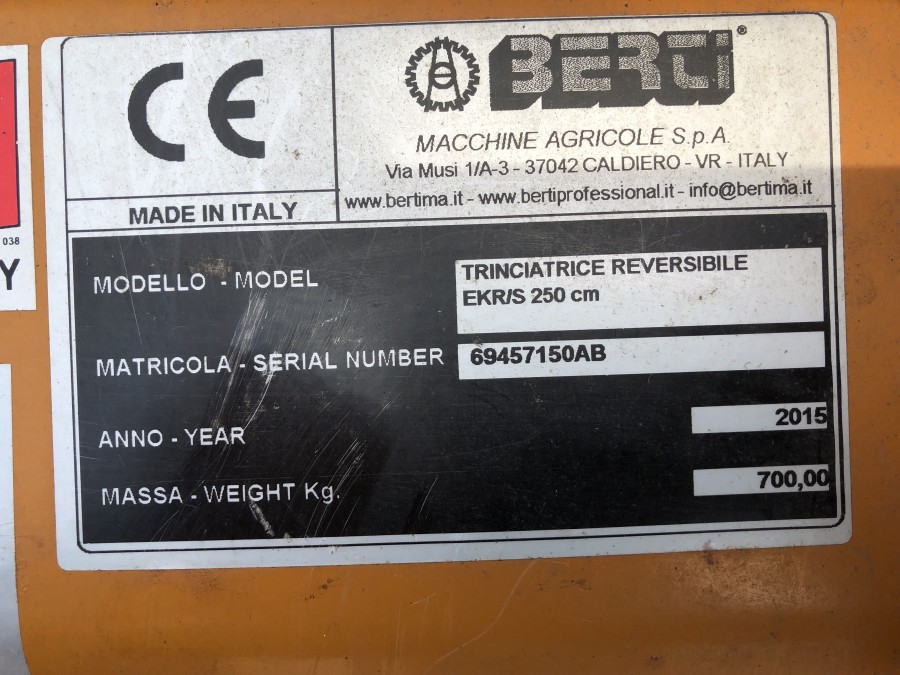 CE
BERTI®
MACCHINE AGRICOLE S.p.A.
Via Musi 1/A-3 - 37042 CALDIERO - VR - ITALY
MADE IN ITALY
www.bertima.it - www.bertiprofessional.it - info@bertima.it
038
Y
MODELLO - MODEL
TRINCIATRICE REVERSIBILE
EKR/S 250 cm
MATRICOLA - SERIAL NUMBER
69457150AB
ANNO - YEAR
2015
MASSA - WEIGHT Kg.
700,00